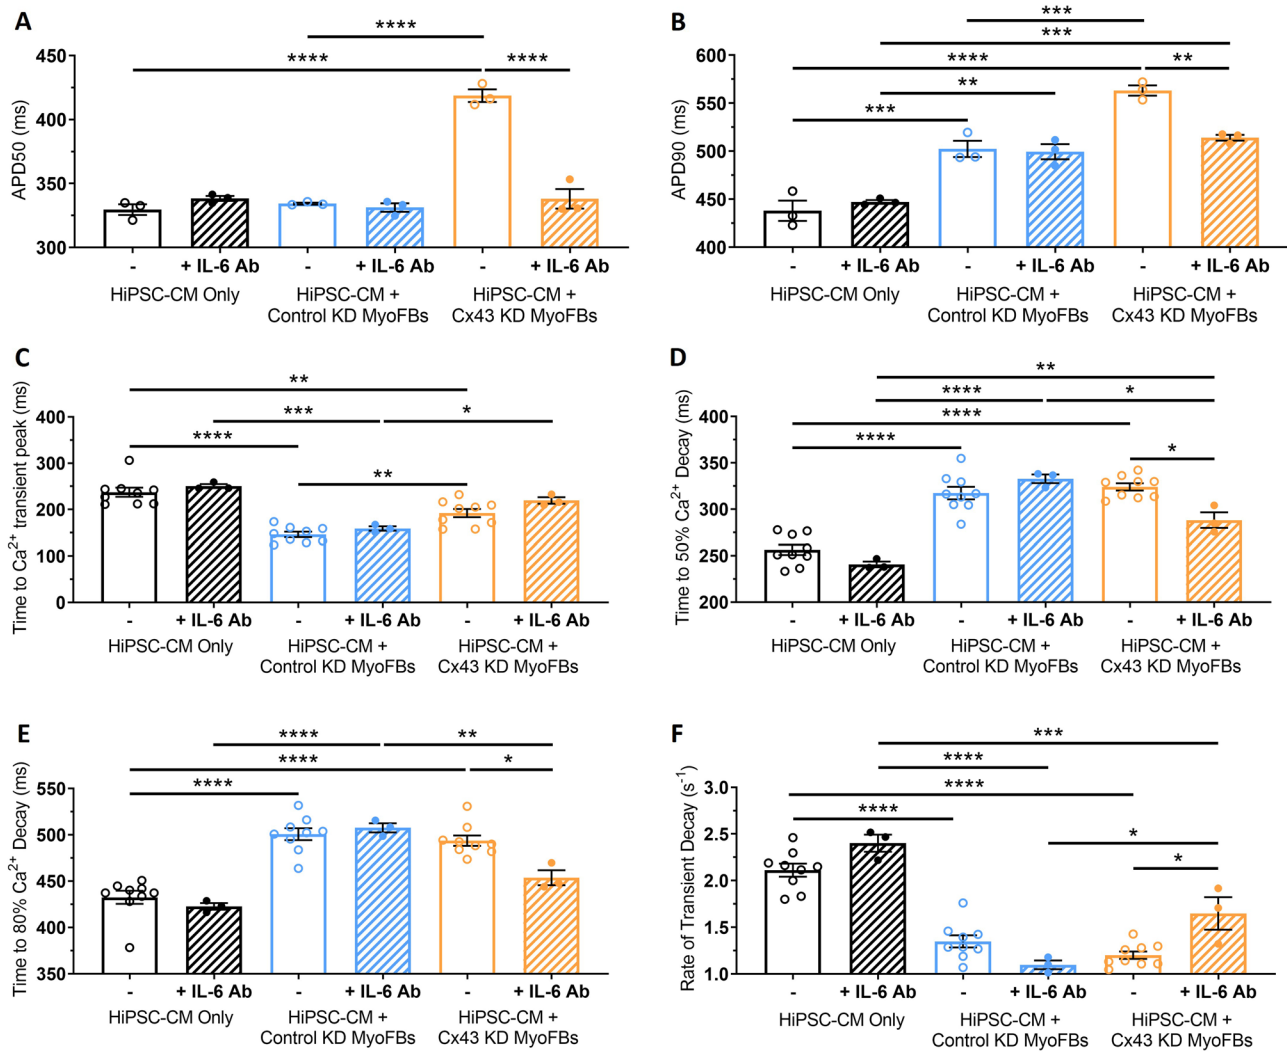 A
****
****
****
APD50 (ms)
450
400
350
300
-
+ IL-6 Ab
-
+ IL-6 Ab
-
+ IL-6 Ab
HiPSC-CM Only
HiPSC-CM +
Control KD MyoFBs
HiPSC-CM +
Cx43 KD MyoFBs
B
***
***
****
**
**
***
APD90 (ms)
600
550
500
450
400
-
+ IL-6 Ab
-
+ IL-6 Ab
-
+ IL-6 Ab
HiPSC-CM Only
HiPSC-CM +
Control KD MyoFBs
HiPSC-CM +
Cx43 KD MyoFBs
C
**
***
*
****
**
Time to Ca²⁺ transient peak (ms)
400
300
200
100
0
-
+ IL-6 Ab
-
+ IL-6 Ab
-
+ IL-6 Ab
HiPSC-CM Only
HiPSC-CM +
Control KD MyoFBs
HiPSC-CM +
Cx43 KD MyoFBs
D
**
****
*
****
****
*
Time to 50% Ca²⁺ Decay (ms)
400
350
300
250
200
-
+ IL-6 Ab
-
+ IL-6 Ab
-
+ IL-6 Ab
HiPSC-CM Only
HiPSC-CM +
Control KD MyoFBs
HiPSC-CM +
Cx43 KD MyoFBs
E
****
**
****
*
****
Time to 80% Ca²⁺ Decay (ms)
550
500
450
400
350
-
+ IL-6 Ab
-
+ IL-6 Ab
-
+ IL-6 Ab
HiPSC-CM Only
HiPSC-CM +
Control KD MyoFBs
HiPSC-CM +
Cx43 KD MyoFBs
F
***
****
****
****
*
*
Rate of Transient Decay (s⁻¹)
3.0
2.5
2.0
1.5
1.0
-
+ IL-6 Ab
-
+ IL-6 Ab
-
+ IL-6 Ab
HiPSC-CM Only
HiPSC-CM +
Control KD MyoFBs
HiPSC-CM +
Cx43 KD MyoFBs